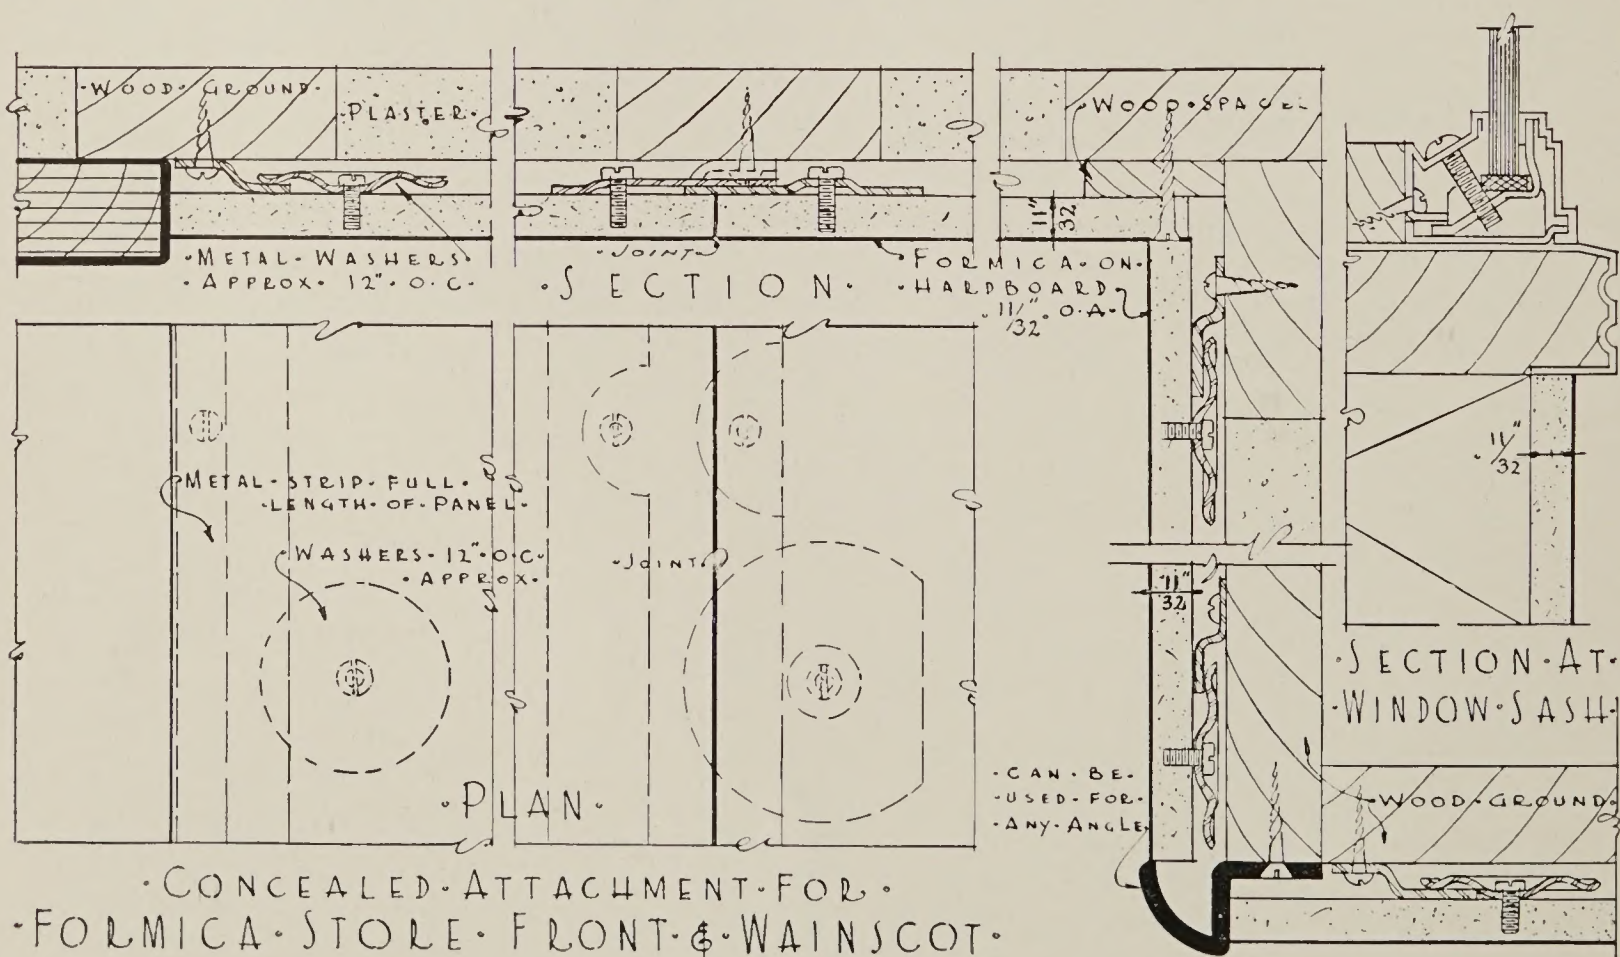 ·WOOD·GROUND·
·PLASTER·
·WOOD·SPACE
·METAL·WASHERS·
·APPROX·12"·O·C·
·JOINT·
·SECTION·
11"
32
·FORMICA·ON·
·HARDBOARD·
·11/32"·O·A·
·METAL·STRIP·FULL·
·LENGTH·OF·PANEL·
·WASHERS·12"·O·C·
·APPROX·
·JOINT·
·PLAN·
11"
32
·11/32"
·SECTION·AT·
·WINDOW·SASH·
·CAN·BE·
·USED·FOR·
·ANY·ANGLE
·WOOD·GROUND·
·CONCEALED·ATTACHMENT·FOR·
·FORMICA·STORE·FRONT·&·WAINSCOT·